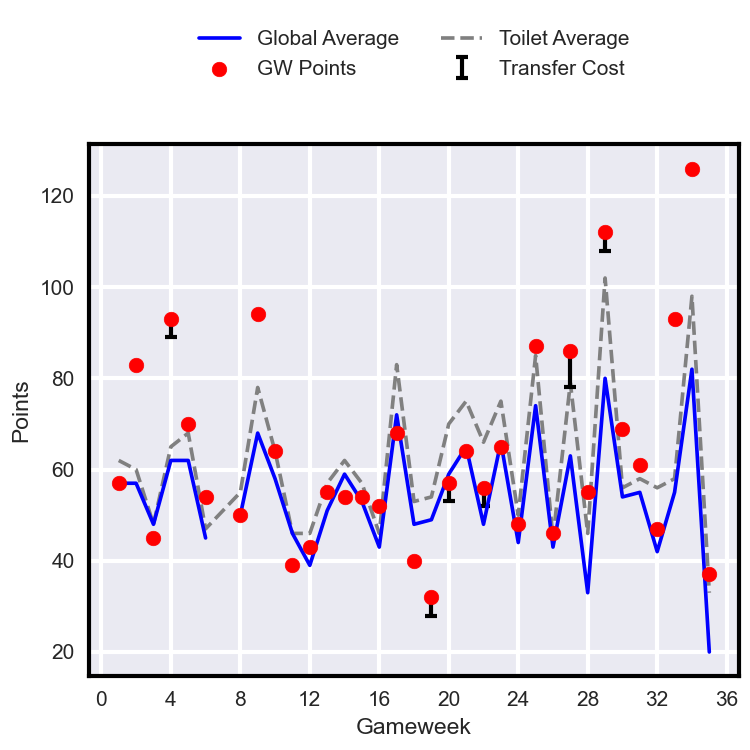 Global Average
Toilet Average
GW Points
Transfer Cost
120
100
80
60
40
20
Points
0 4 8 12 16 20 24 28 32 36
Gameweek